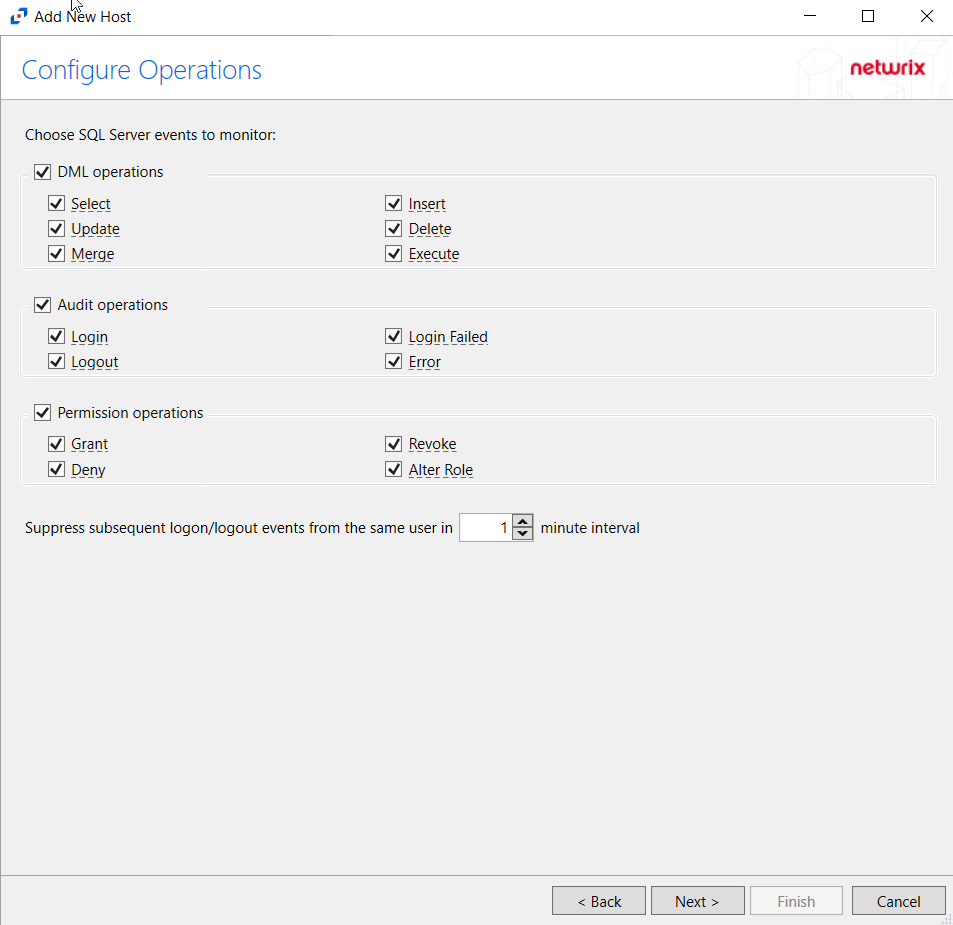 Add New Host
Configure Operations
netwrix
Choose SQL Server events to monitor:
DML operations
Select Insert
Update Delete
Merge Execute
Audit operations
Login Login Failed
Logout Error
Permission operations
Grant Revoke
Deny Alter Role
Suppress subsequent logon/logout events from the same user in 1 minute interval
< Back Next > Finish Cancel